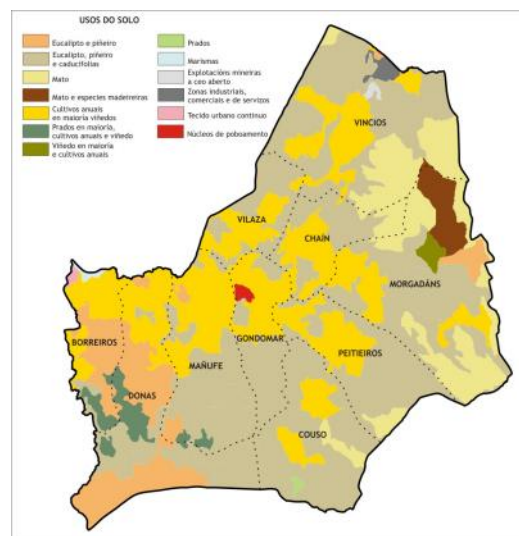 USOS DO SOLO
Eucalipto e piñeiro
Eucalipto, piñeiro
e caducifolias
Mato
Mato e especies madeireiras
Cultivos anuais
en maioría viñedos
Prados en maioría,
cultivos anuais e viñedo
Viñedo en maioría
e cultivos anuais
Prados
Marismas
Explotacións mineiras
a ceo aberto
Zonas industriais,
comerciais e de servizos
Tecido urbano continuo
Núcleos de poboamento
VINCIOS
VILAZA
CHAÍN
MORGADÁNS
BORREIROS
GONDOMAR
PEITIEIROS
MAÑUFE
DONAS
COUSO